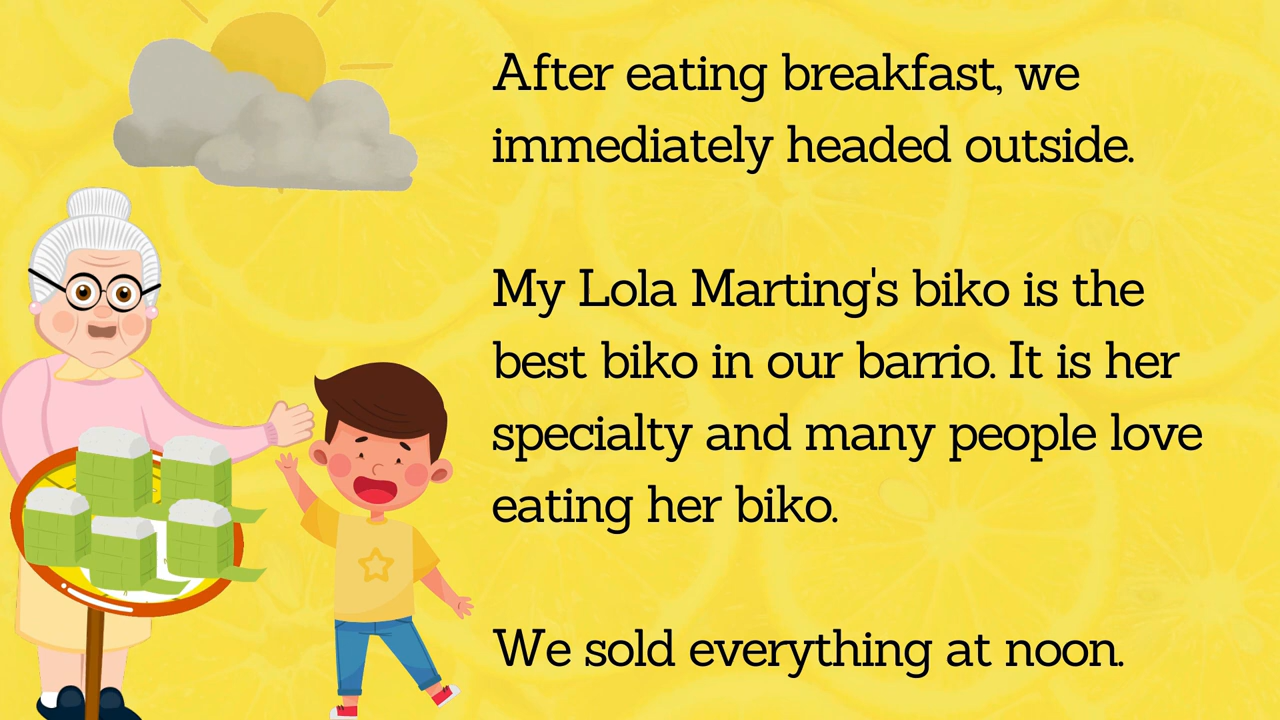 After eating breakfast, we
immediately headed outside.
My Lola Marting's biko is the
best biko in our barrio. It is her
specialty and many people love
eating her biko.
We sold everything at noon.